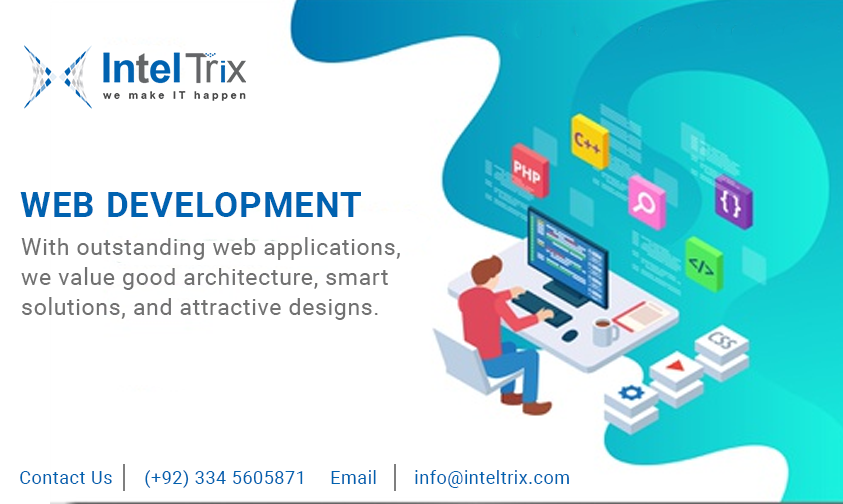 Intel Trix
we make IT happen
C++
PHP
{}
</>
WEB DEVELOPMENT
With outstanding web applications,
we value good architecture, smart
solutions, and attractive designs.
CSS
Contact Us | (+92) 334 5605871 Email | info@inteltrix.com